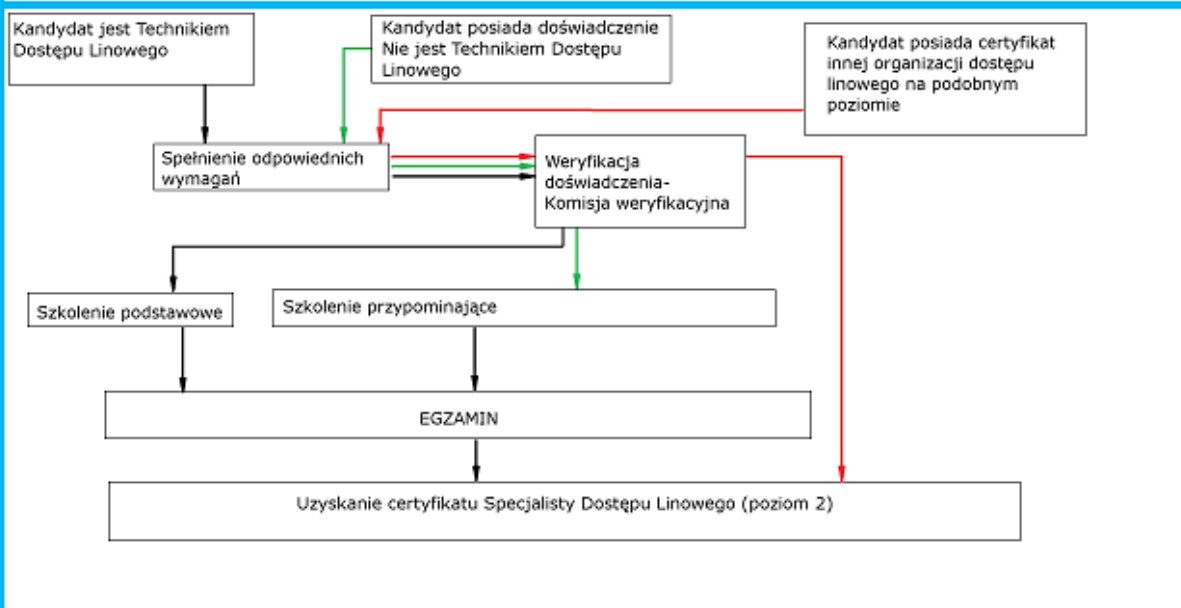 Kandydat jest Technikiem
Dostępu Linowego
Kandydat posiada doświadczenie
Nie jest Technikiem Dostępu
Linowego
Kandydat posiada certyfikat
innej organizacji dostępu
linowego na podobnym
poziomie
Spełnienie odpowiednich
wymagań
Weryfikacja
doświadczenia-
Komisja weryfikacyjna
Szkolenie podstawowe
Szkolenie przypominające
EGZAMIN
Uzyskanie certyfikatu Specjalisty Dostępu Linowego (poziom 2)